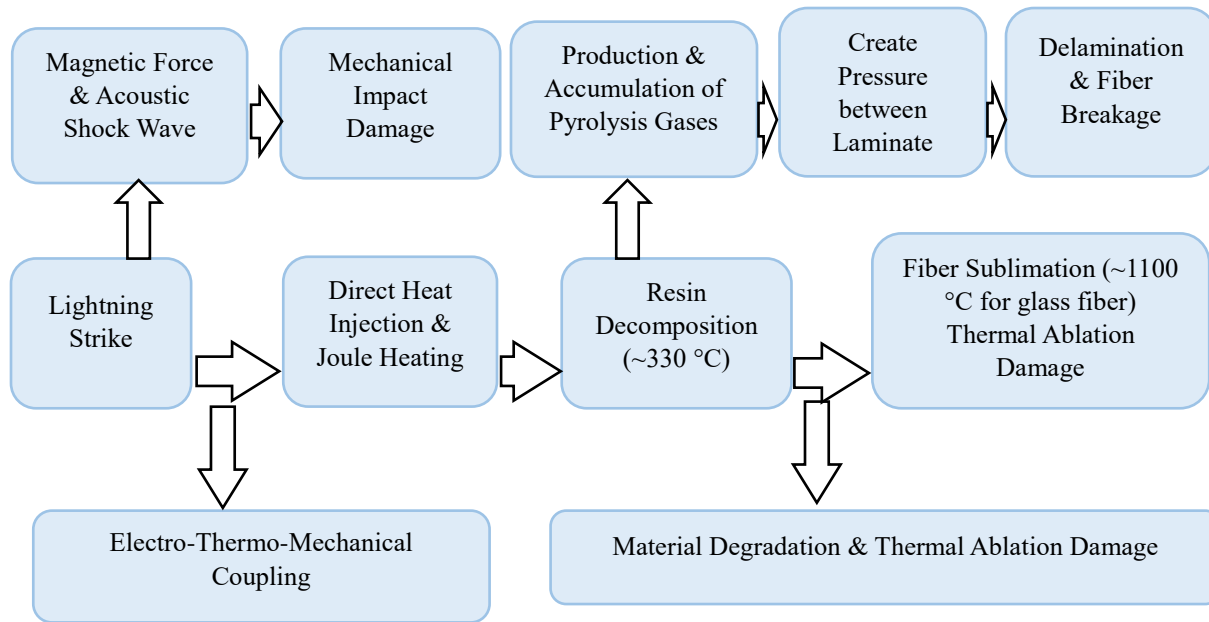 Magnetic Force
& Acoustic
Shock Wave
Mechanical
Impact
Damage
Production &
Accumulation of
Pyrolysis Gases
Create
Pressure
between
Laminate
Delamination
& Fiber
Breakage
Lightning
Strike
Direct Heat
Injection &
Joule Heating
Resin
Decomposition
(~330 °C)
Fiber Sublimation (~1100
°C for glass fiber)
Thermal Ablation
Damage
Electro-Thermo-Mechanical
Coupling
Material Degradation & Thermal Ablation Damage